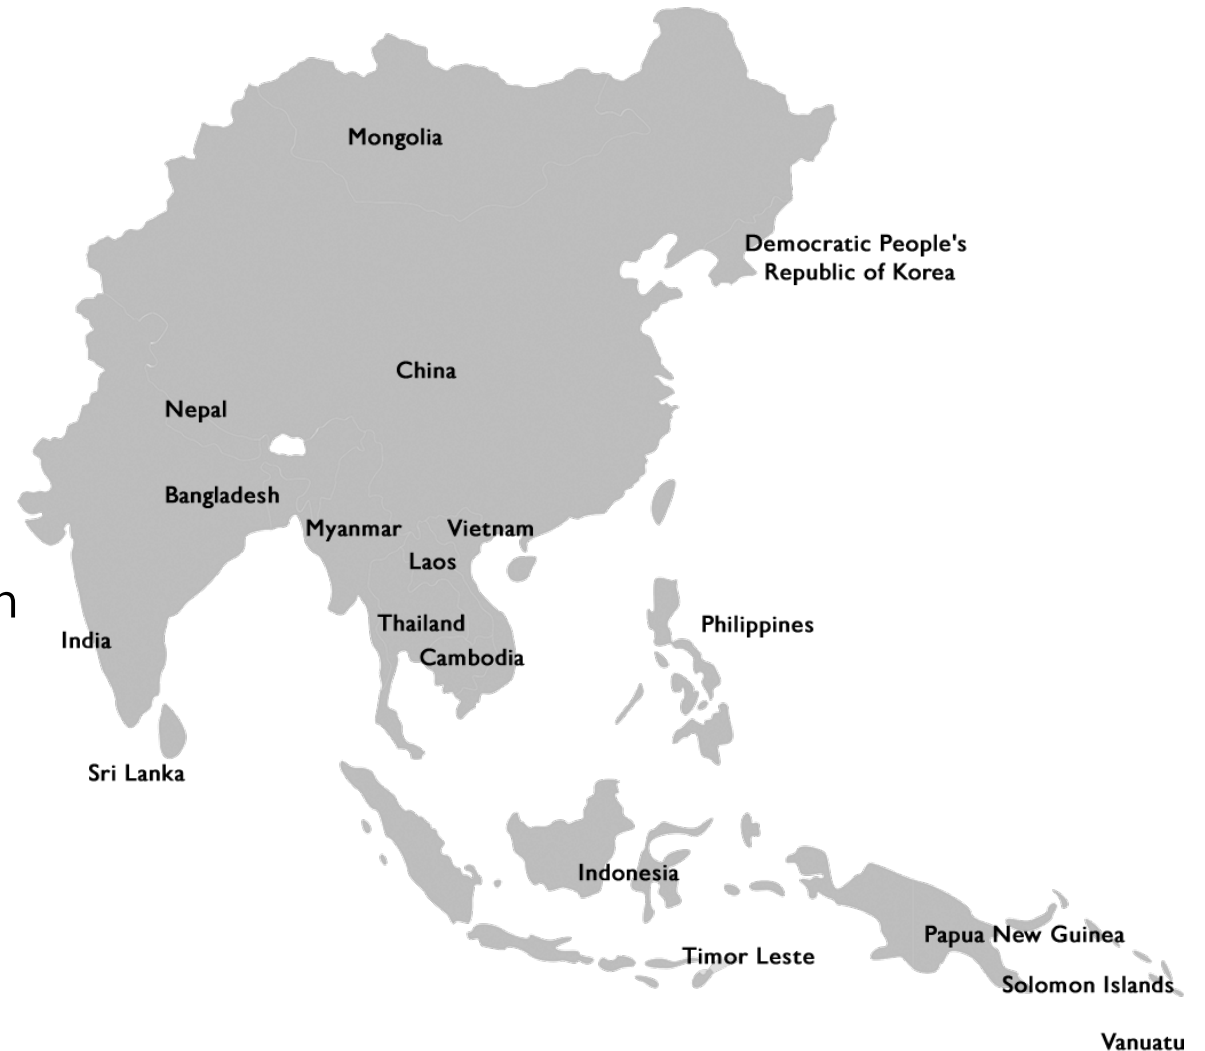 Mongolia
Democratic People's
Republic of Korea
China
Nepal
Bangladesh
Myanmar
Vietnam
Laos
n
Thailand
Philippines
India
Cambodia
Sri Lanka
Indonesia
Papua New Guinea
Timor Leste
Solomon Islands
Vanuatu